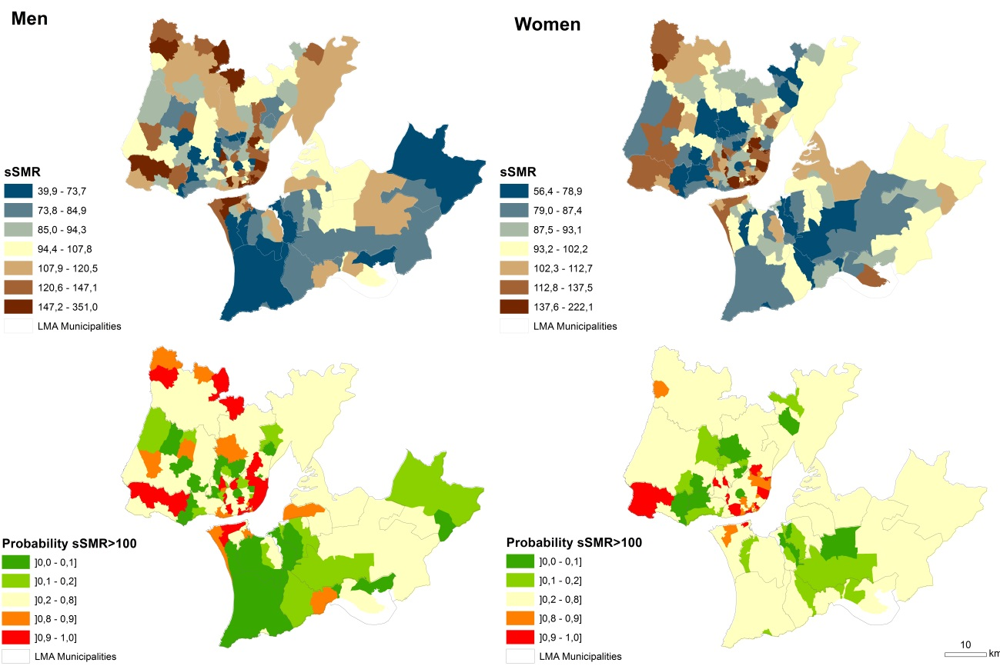 Men
Women
sSMR
39,9 - 73,7
73,8 - 84,9
85,0 - 94,3
94,4 - 107,8
107,9 - 120,5
120,6 - 147,1
147,2 - 351,0
LMA Municipalities
sSMR
56,4 - 78,9
79,0 - 87,4
87,5 - 93,1
93,2 - 102,2
102,3 - 112,7
112,8 - 137,5
137,6 - 222,1
LMA Municipalities
Probability sSMR>100
]0,0 - 0,1]
]0,1 - 0,2]
]0,2 - 0,8]
]0,8 - 0,9]
]0,9 - 1,0]
LMA Municipalities
Probability sSMR>100
]0,0 - 0,1]
]0,1 - 0,2]
]0,2 - 0,8]
]0,8 - 0,9]
]0,9 - 1,0]
LMA Municipalities
10
km